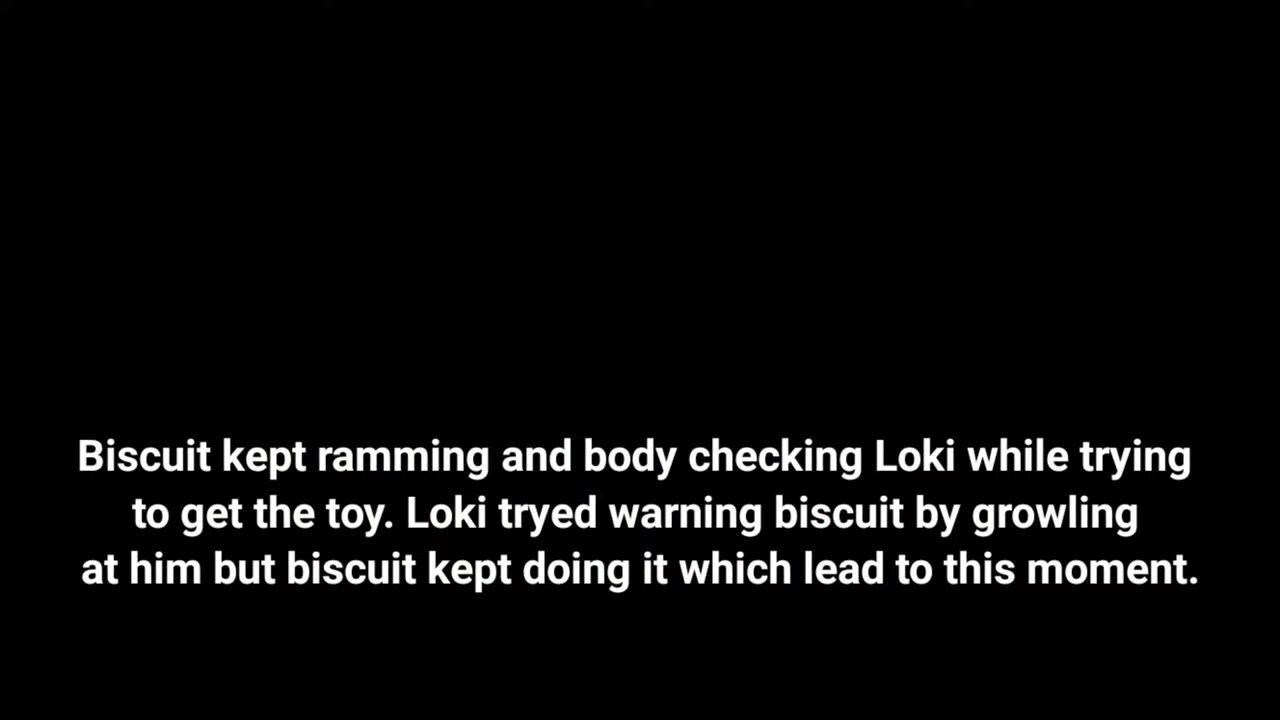 Biscuit kept ramming and body checking Loki while trying
to get the toy. Loki tryed warning biscuit by growling
at him but biscuit kept doing it which lead to this moment.